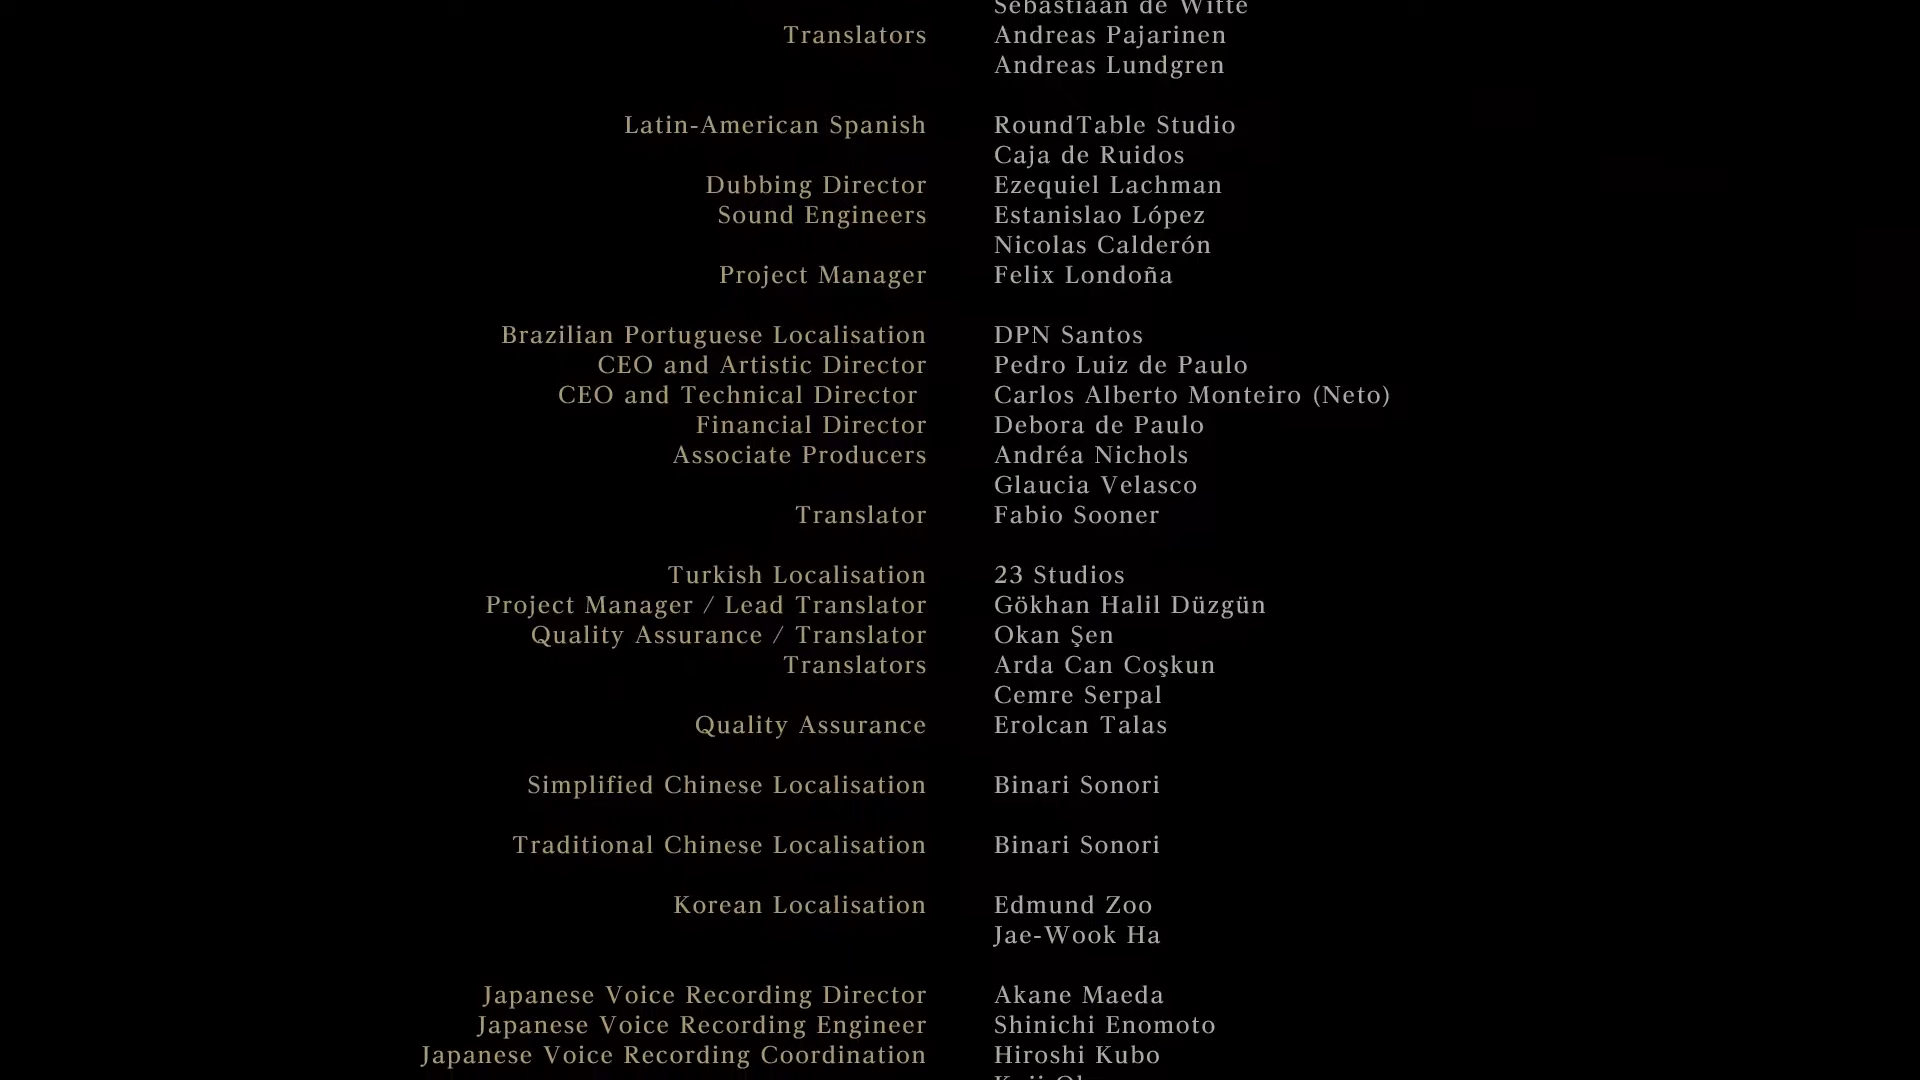 Sebastiaan de Witte
Translators Andreas Pajarinen
Andreas Lundgren
Latin-American Spanish RoundTable Studio
Caja de Ruidos
Dubbing Director Ezequiel Lachman
Sound Engineers Estanislao López
Nicolas Calderón
Project Manager Felix Londoña
Brazilian Portuguese Localisation DPN Santos
CEO and Artistic Director Pedro Luiz de Paulo
CEO and Technical Director Carlos Alberto Monteiro (Neto)
Financial Director Debora de Paulo
Associate Producers Andréa Nichols
Glaucia Velasco
Translator Fabio Sooner
Turkish Localisation 23 Studios
Project Manager / Lead Translator Gökhan Halil Düzgün
Quality Assurance / Translator Okan Şen
Translators Arda Can Coşkun
Cemre Serpal
Quality Assurance Erolcan Talas
Simplified Chinese Localisation Binari Sonori
Traditional Chinese Localisation Binari Sonori
Korean Localisation Edmund Zoo
Jae-Wook Ha
Japanese Voice Recording Director Akane Maeda
Japanese Voice Recording Engineer Shinichi Enomoto
Japanese Voice Recording Coordination Hiroshi Kubo